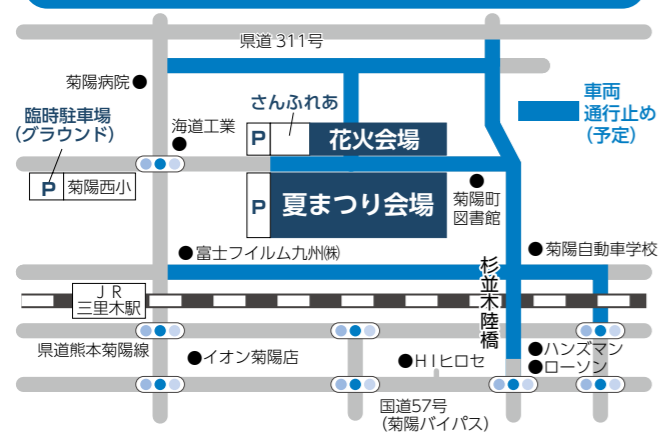 県道 311号
菊陽病院
臨時駐車場
(グラウンド)
海道工業
さんふれあ
P
花火会場
車両
通行止め
(予定)
P 菊陽西小
P
夏まつり会場
菊陽町
図書館
富士フイルム九州㈱
菊陽自動車学校
杉並木陸橋
JR
三里木駅
県道熊本菊陽線
イオン菊陽店
HIヒロセ
ハンズマン
ローソン
国道57号
(菊陽バイパス)